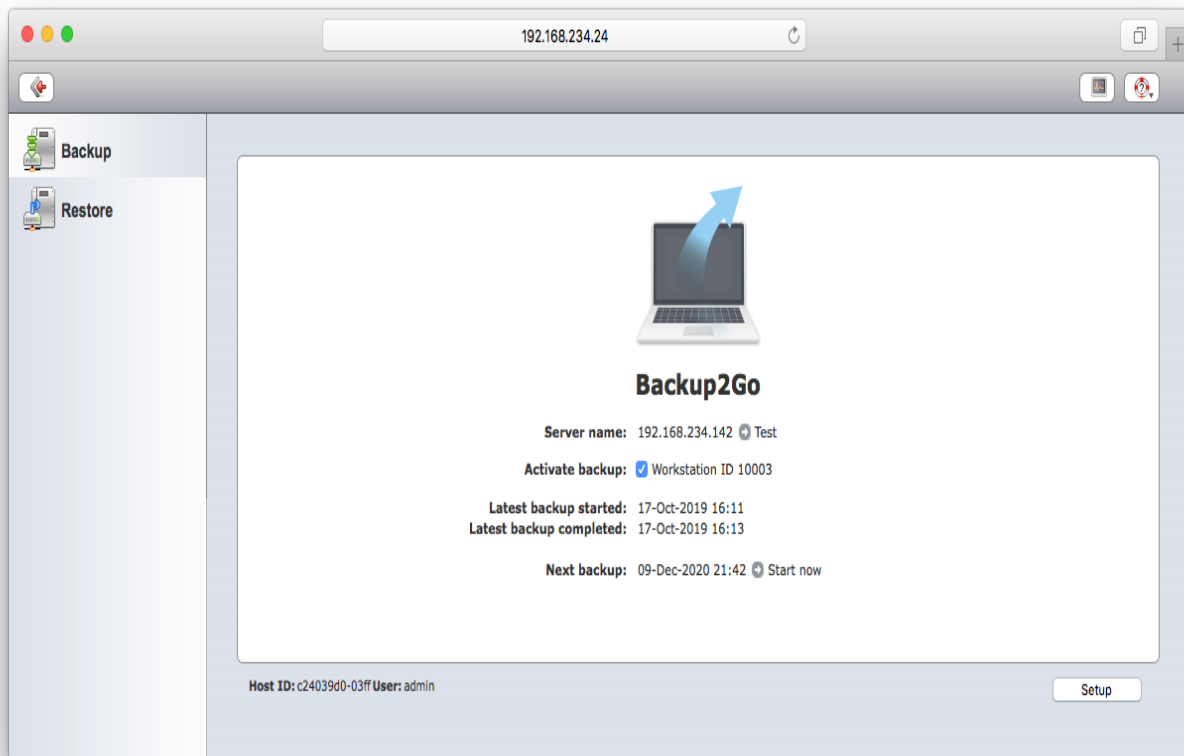 192.168.234.24
Backup
Restore
Backup2Go
Server name: 192.168.234.142 Test
Activate backup: Workstation ID 10003
Latest backup started: 17-Oct-2019 16:11
Latest backup completed: 17-Oct-2019 16:13
Next backup: 09-Dec-2020 21:42 Start now
Host ID: c24039d0-03ff User: admin
Setup